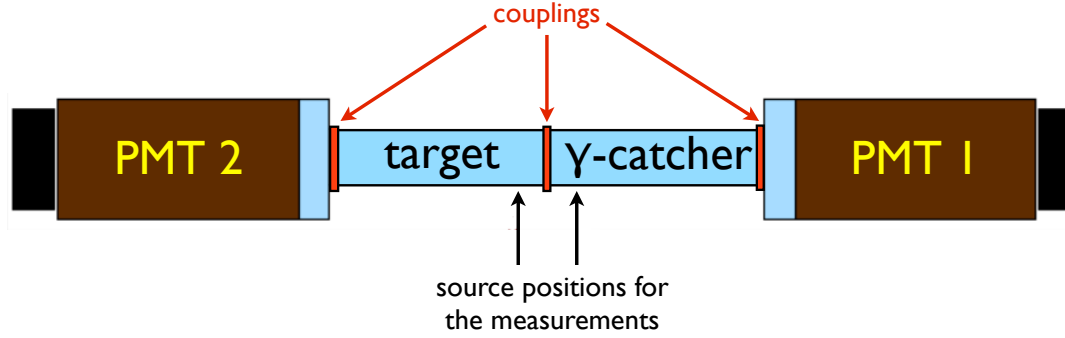 couplings
PMT 2
target
γ-catcher
PMT 1
source positions for
the measurements